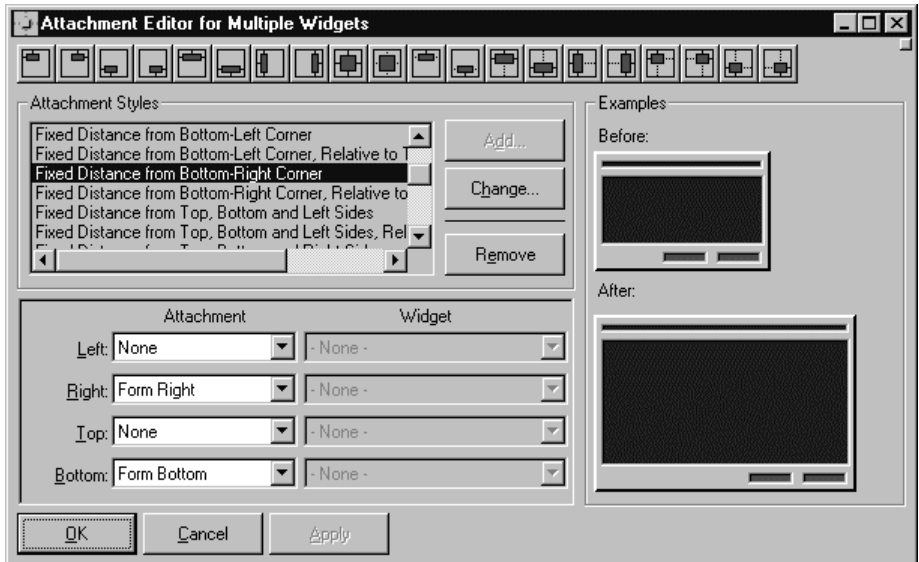 Attachment Editor for Multiple Widgets
Attachment Styles
Fixed Distance from Bottom-Left Corner
Fixed Distance from Bottom-Left Corner, Relative to T
Fixed Distance from Bottom-Right Corner
Fixed Distance from Bottom-Right Corner, Relative to
Fixed Distance from Top, Bottom and Left Sides
Fixed Distance from Top, Bottom and Left Sides, Rel
Add...
Change...
Remove
Examples
Before:
After:
Attachment Widget
Left: None - None -
Right: Form Right - None -
Top: None - None -
Bottom: Form Bottom - None -
OK Cancel Apply